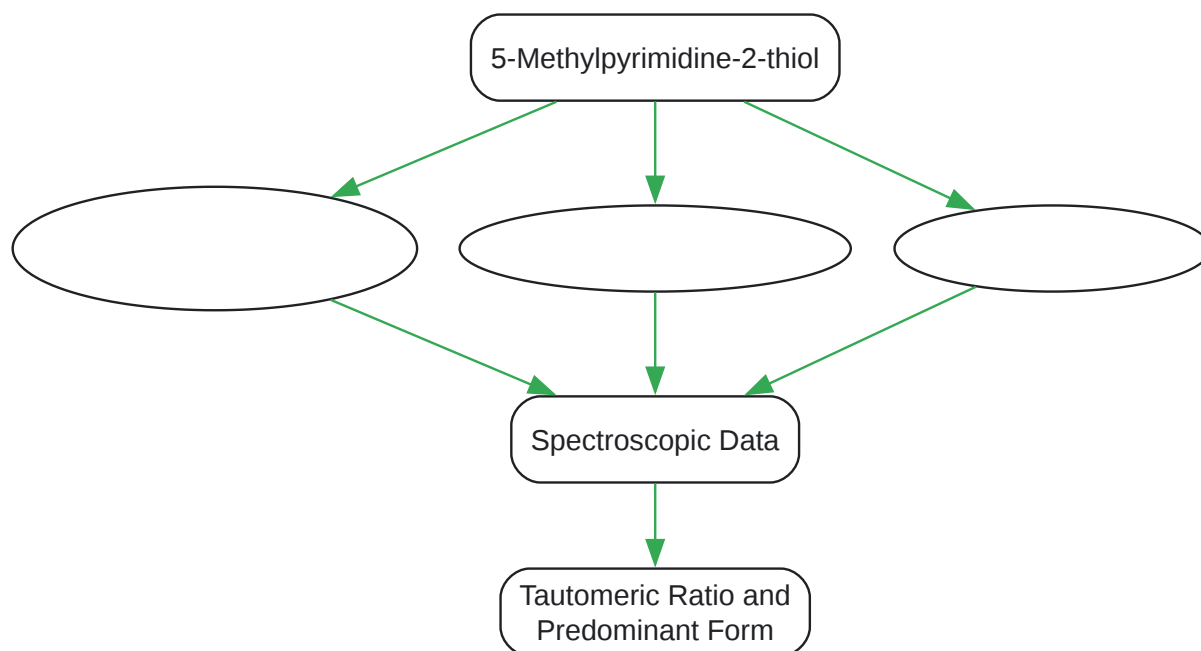 5-Methylpyrimidine-2-thiol
Spectroscopic Data
Tautomeric Ratio and
Predominant Form